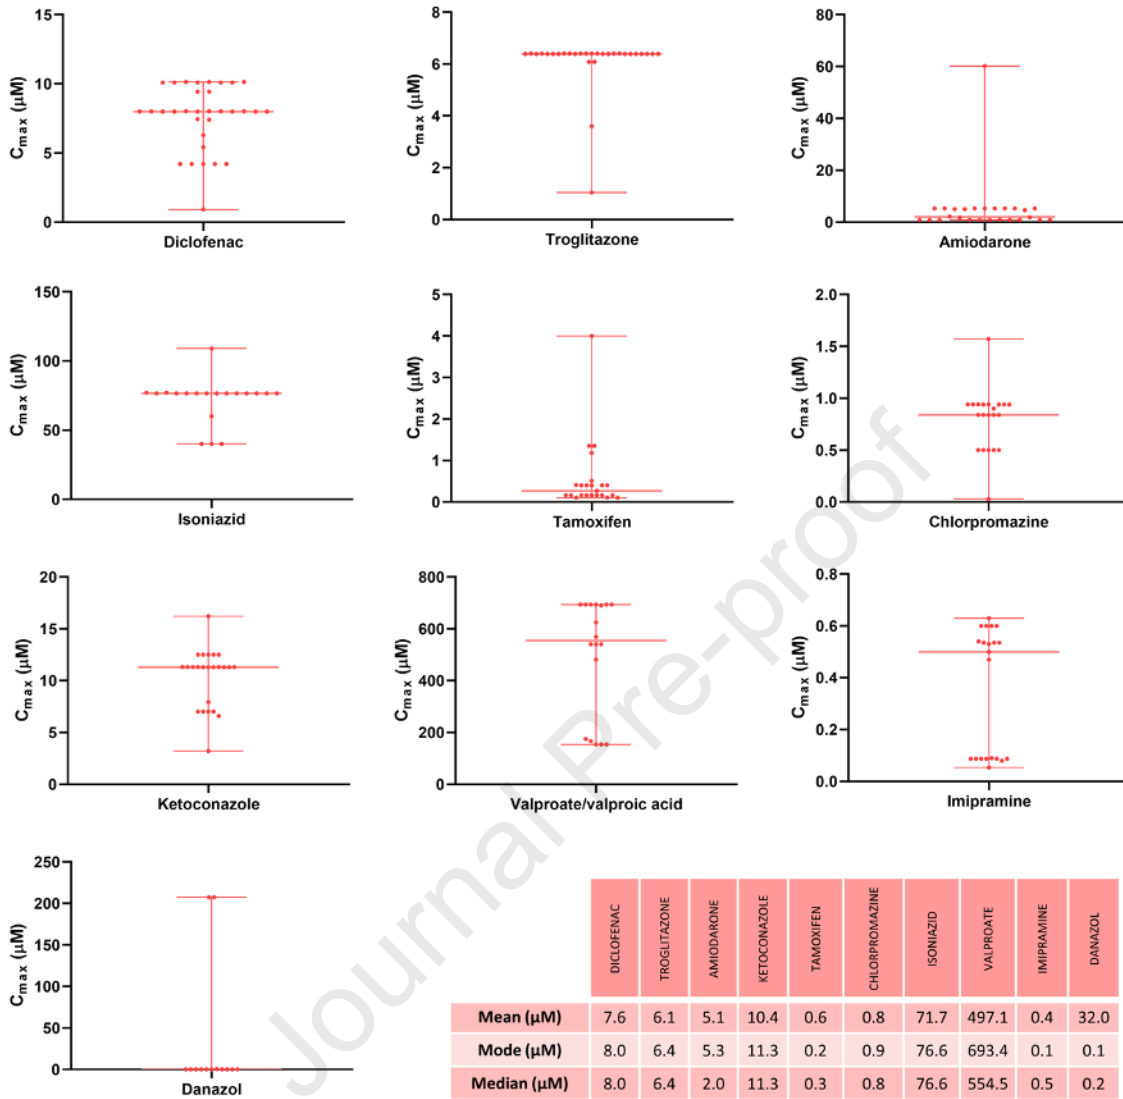 15
10
5
0
Cmax (μM)
Diclofenac
8
6
4
2
0
Cmax (μM)
Troglitazone
80
60
40
20
0
Cmax (μM)
Amiodarone
150
100
50
0
Cmax (μM)
Isoniazid
5
4
3
2
1
0
Cmax (μM)
Tamoxifen
2.0
1.5
1.0
0.5
0.0
Cmax (μM)
Chlorpromazine
20
15
10
5
0
Cmax (μM)
Ketoconazole
800
600
400
200
0
Cmax (μM)
Valproate/valproic acid
0.8
0.6
0.4
0.2
0.0
Cmax (μM)
Imipramine
250
200
150
100
50
0
Cmax (μM)
Danazol
DICLOFENAC TROGLITAZONE AMIODARONE KETOCONAZOLE TAMOXIFEN CHLORPROMAZINE ISONIAZID VALPROATE IMIPRAMINE DANAZOL
Mean (μM) 7.6 6.1 5.1 10.4 0.6 0.8 71.7 497.1 0.4 32.0
Mode (μM) 8.0 6.4 5.3 11.3 0.2 0.9 76.6 693.4 0.1 0.1
Median (μM) 8.0 6.4 2.0 11.3 0.3 0.8 76.6 554.5 0.5 0.2
Journal Pre-proof